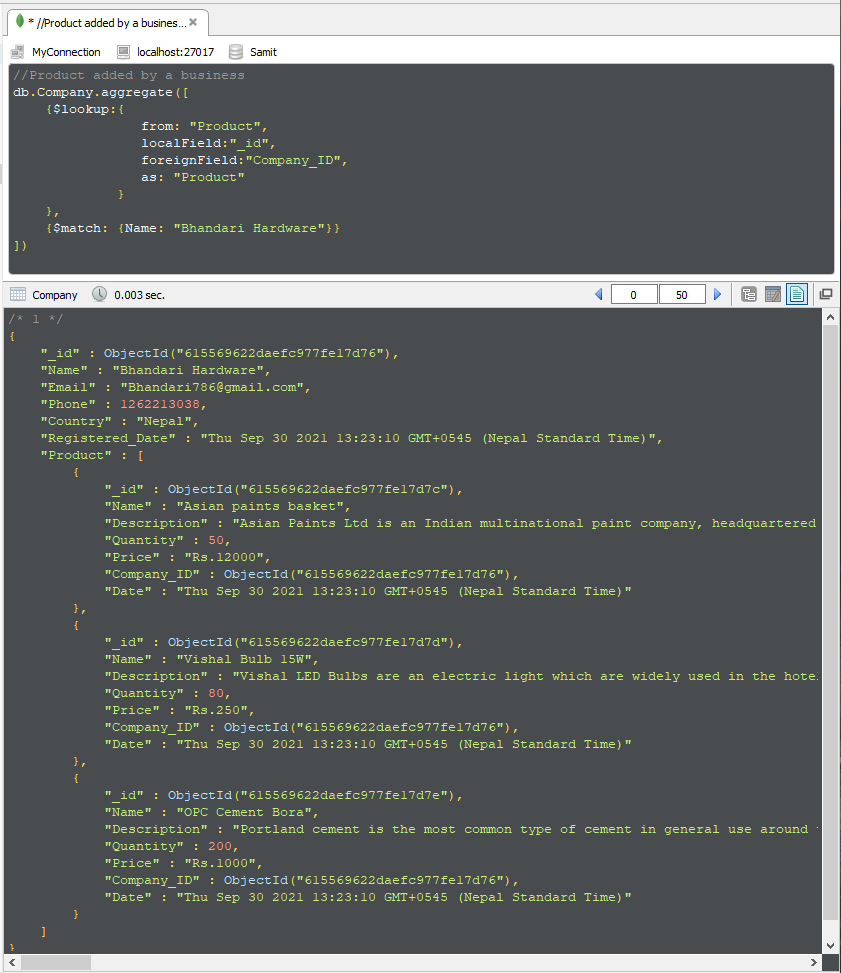 * //Product added by a busines...
MyConnection localhost:27017 Samit
//Product added by a business
db.Company.aggregate([
    {$lookup:{
                from: "Product",
                localField:"_id",
                foreignField:"Company_ID",
                as: "Product"
             }
    },
    {$match: {Name: "Bhandari Hardware"}}
])
Company 0.003 sec. 0 50
/* 1 */
{
    "_id" : ObjectId("615569622daefc977fe17d76"),
    "Name" : "Bhandari Hardware",
    "Email" : "Bhandari786@gmail.com",
    "Phone" : 1262213038,
    "Country" : "Nepal",
    "Registered_Date" : "Thu Sep 30 2021 13:23:10 GMT+0545 (Nepal Standard Time)",
    "Product" : [
        {
            "_id" : ObjectId("615569622daefc977fe17d7c"),
            "Name" : "Asian paints basket",
            "Description" : "Asian Paints Ltd is an Indian multinational paint company, headquartered
            "Quantity" : 50,
            "Price" : "Rs.12000",
            "Company_ID" : ObjectId("615569622daefc977fe17d76"),
            "Date" : "Thu Sep 30 2021 13:23:10 GMT+0545 (Nepal Standard Time)"
        },
        {
            "_id" : ObjectId("615569622daefc977fe17d7d"),
            "Name" : "Vishal Bulb 15W",
            "Description" : "Vishal LED Bulbs are an electric light which are widely used in the hote
            "Quantity" : 80,
            "Price" : "Rs.250",
            "Company_ID" : ObjectId("615569622daefc977fe17d76"),
            "Date" : "Thu Sep 30 2021 13:23:10 GMT+0545 (Nepal Standard Time)"
        },
        {
            "_id" : ObjectId("615569622daefc977fe17d7e"),
            "Name" : "OPC Cement Bora",
            "Description" : "Portland cement is the most common type of cement in general use around
            "Quantity" : 200,
            "Price" : "Rs.1000",
            "Company_ID" : ObjectId("615569622daefc977fe17d76"),
            "Date" : "Thu Sep 30 2021 13:23:10 GMT+0545 (Nepal Standard Time)"
        }
    ]
}